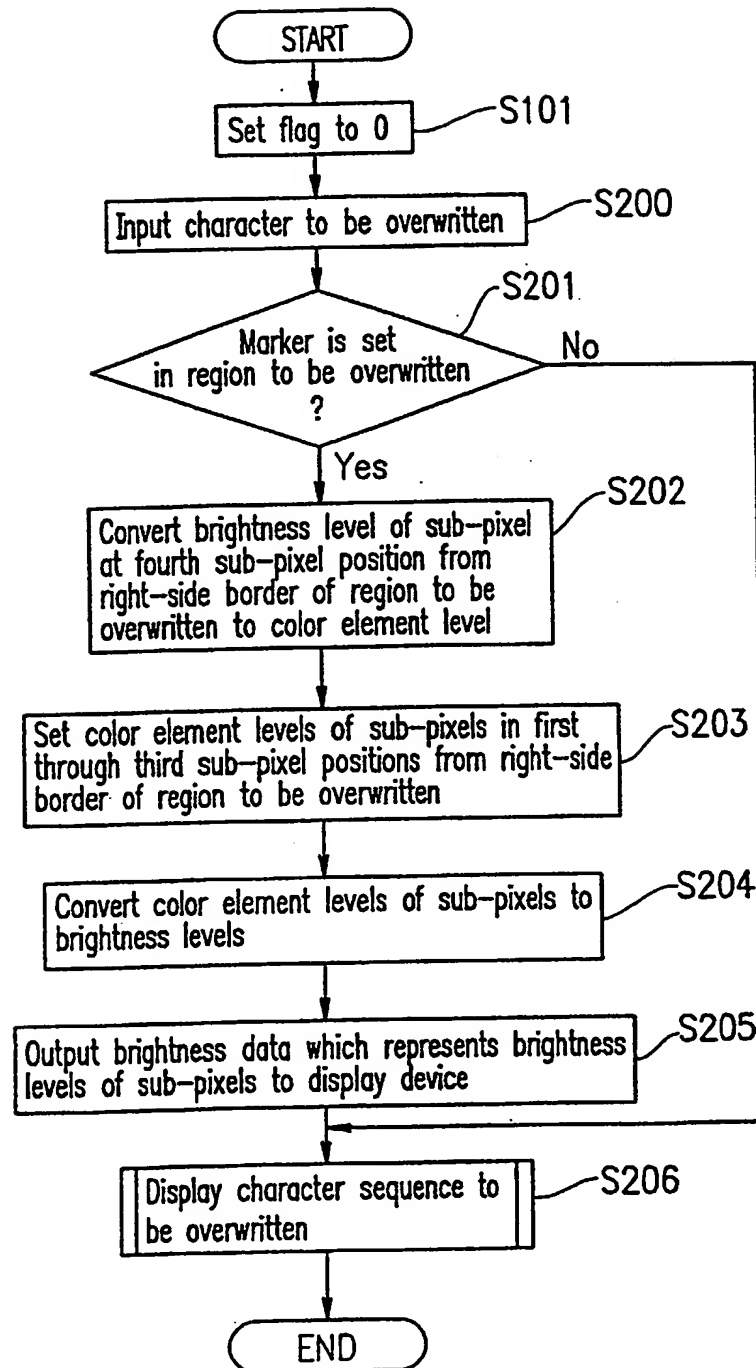 START
S101
Set flag to 0
S200
Input character to be overwritten
S201
Marker is set
in region to be overwritten
?
No
Yes
S202
Convert brightness level of sub-pixel
at fourth sub-pixel position from
right-side border of region to be
overwritten to color element level
S203
Set color element levels of sub-pixels in first
through third sub-pixel positions from right-side
border of region to be overwritten
S204
Convert color element levels of sub-pixels to
brightness levels
S205
Output brightness data which represents brightness
levels of sub-pixels to display device
S206
Display character sequence to
be overwritten
END